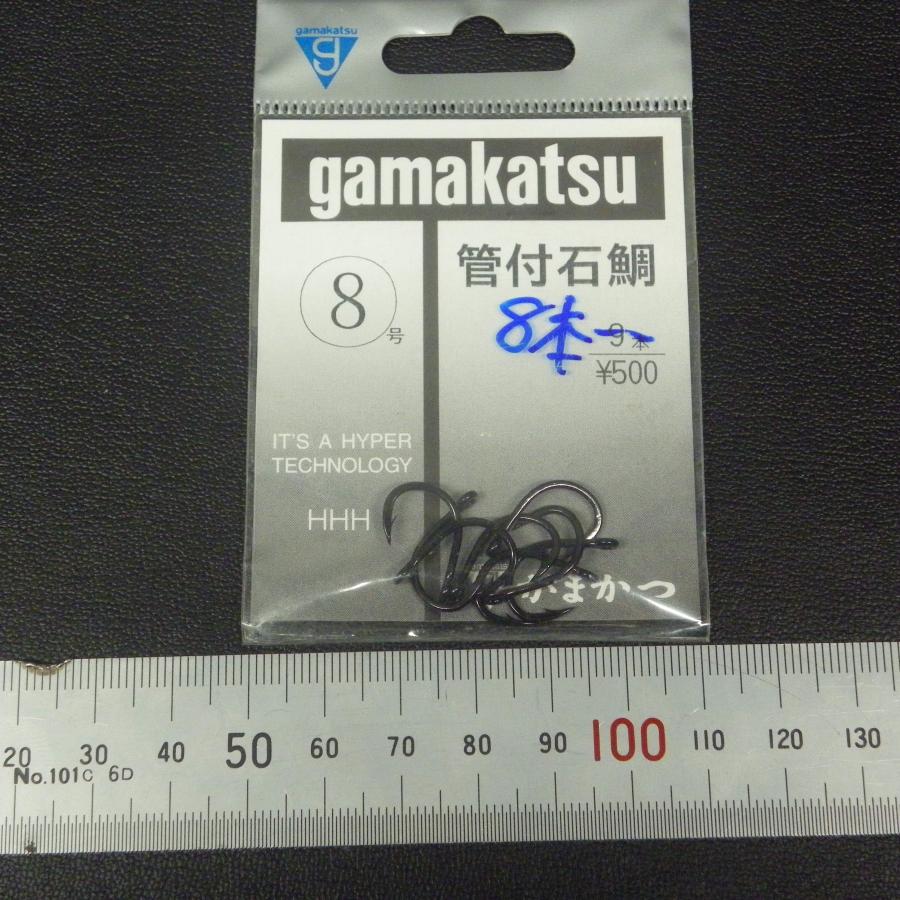 gamakatsu
g
gamakatsu
8号
管付石鯛
8本
9本
¥500
IT'S A HYPER
TECHNOLOGY
HHH
がまかつ
20 30 40 50 60 70 80 90 100 110 120 130
No.101C 6D